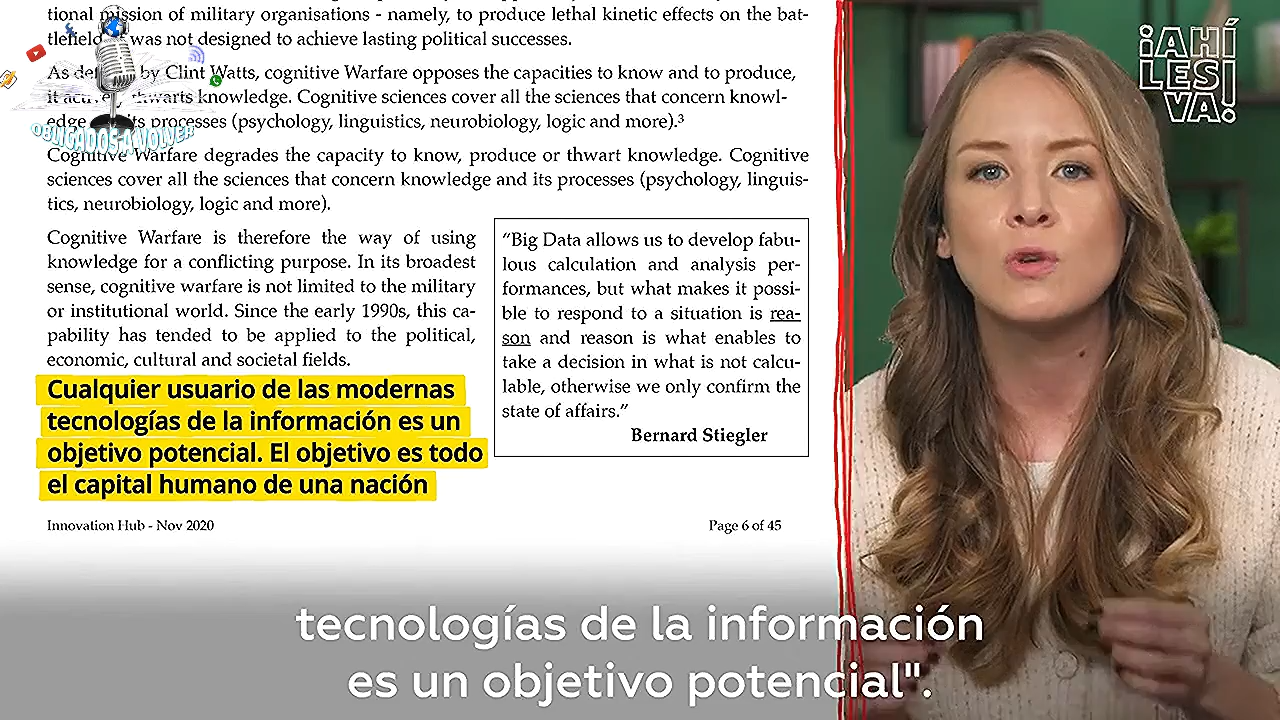 tional mission of military organisations - namely, to produce lethal kinetic effects on the bat-
was not designed to achieve lasting political successes.
As by Clint Watts, cognitive Warfare opposes the capacities to know and to produce,
it thwarts knowledge. Cognitive sciences cover all the sciences that concern knowl-
edge its processes (psychology, linguistics, neurobiology, logic and more).³
Cognitive Warfare degrades the capacity to know, produce or thwart knowledge. Cognitive
sciences cover all the sciences that concern knowledge and its processes (psychology, linguis-
tics, neurobiology, logic and more).
Cognitive Warfare is therefore the way of using
knowledge for a conflicting purpose. In its broadest
sense, cognitive warfare is not limited to the military
or institutional world. Since the early 1990s, this ca-
pability has tended to be applied to the political,
economic, cultural and societal fields.
Cualquier usuario de las modernas
tecnologías de la información es un
objetivo potencial. El objetivo es todo
el capital humano de una nación
"Big Data allows us to develop fabu-
lous calculation and analysis per-
formances, but what makes it possi-
ble to respond to a situation is rea-
son and reason is what enables to
take a decision in what is not calcu-
lable, otherwise we only confirm the
state of affairs."
Bernard Stiegler
Innovation Hub - Nov 2020
Page 6 of 45
OBLIGADOS A VOLVER
¡AHÍ
LES
VA!
tecnologías de la información
es un objetivo potencial".